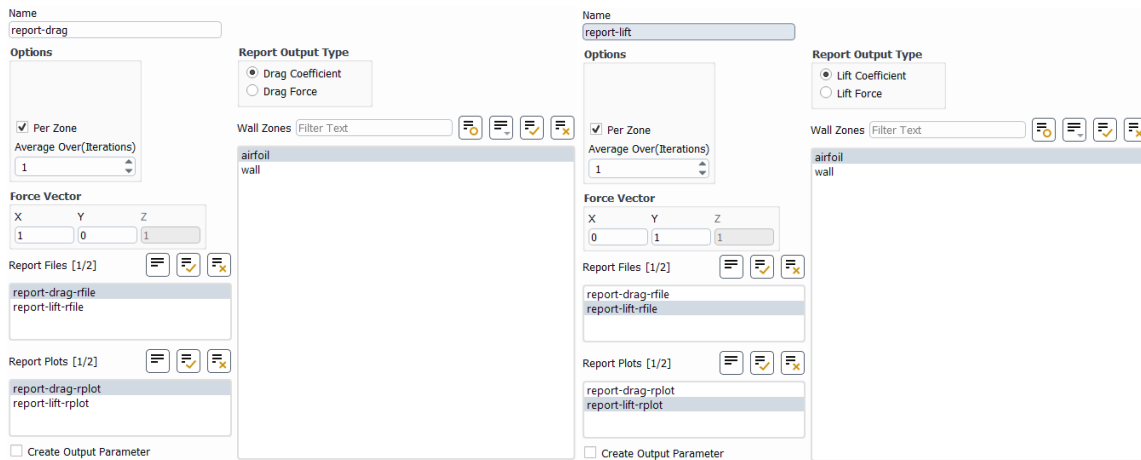 Name
report-drag
Options
Report Output Type
Drag Coefficient
Drag Force
Per Zone
Average Over(Iterations)
1
Wall Zones Filter Text
airfoil
wall
Force Vector
X Y Z
1 0 1
Report Files [1/2]
report-drag-rfile
report-lift-rfile
Report Plots [1/2]
report-drag-rplot
report-lift-rplot
Create Output Parameter
Name
report-lift
Options
Report Output Type
Lift Coefficient
Lift Force
Per Zone
Average Over(Iterations)
1
Wall Zones Filter Text
airfoil
wall
Force Vector
X Y Z
0 1 1
Report Files [1/2]
report-drag-rfile
report-lift-rfile
Report Plots [1/2]
report-drag-rplot
report-lift-rplot
Create Output Parameter